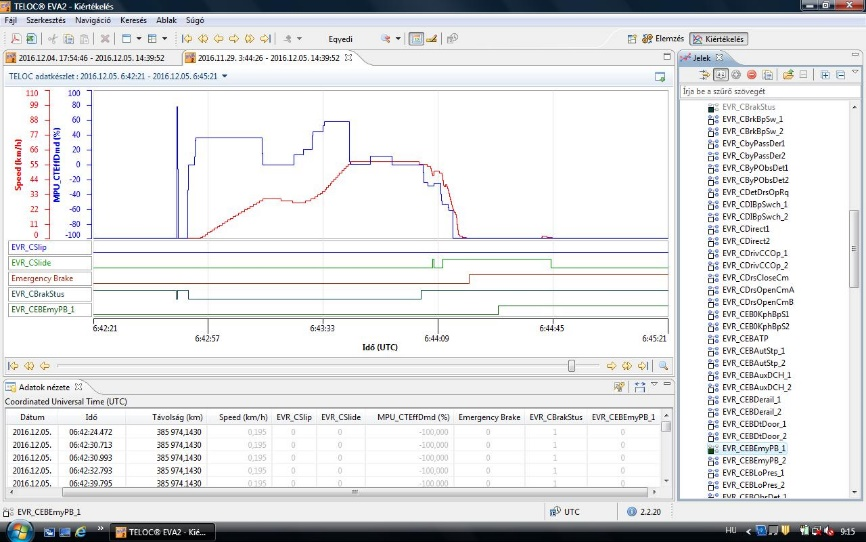 TELOC® EVA2 - Kiértékelés
Fájl Szerkesztés Navigáció Keresés Ablak Súgó
Egyedi
Elemzés Kiértékelés
2016.12.04. 17:54:46 - 2016.12.05. 14:39:52
2016.11.29. 3:44:26 - 2016.12.05. 14:39:52
TELOC adatkészlet : 2016.12.05. 6:42:21 - 2016.12.05. 6:45:21
Speed (km/h)
110
99
88
77
66
55
44
33
22
11
0
MPU_CTEffDmd (%)
100
80
60
40
20
0
-20
-40
-60
-80
-100
EVR_CSlip
EVR_CSlide
Emergency Brake
EVR_CBrakStus
EVR_CEBEmyPB_1
6:42:21 6:42:57 6:43:33 6:44:09 6:44:45 6:45:21
Idő (UTC)
Adatok nézete
Coordinated Universal Time (UTC)
Dátum Idő Távolság (km) Speed (km/h) EVR_CSlip EVR_CSlide MPU_CTEffDmd (%) Emergency Brake EVR_CBrakStus EVR_CEBEmyPB_1
2016.12.05. 06:42:24.472 385 974,1430 0,195 0 0 -100,000 0 1 0
2016.12.05. 06:42:30.713 385 974,1430 0,195 0 0 -100,000 0 1 0
2016.12.05. 06:42:30.993 385 974,1430 0,195 0 0 -100,000 0 1 0
2016.12.05. 06:42:32.793 385 974,1430 0,195 0 0 -100,000 0 1 0
2016.12.05. 06:42:39.795 385 974,1430 0,195 0 0 -100,000 0 1 0
Jelek
Írja be a szűrő szövegét
EVR_CBrakStus
EVR_CBrkBpSw_1
EVR_CBrkBpSw_2
EVR_CbyPassDer1
EVR_CbyPassDer2
EVR_CByPObsDet1
EVR_CByPObsDet2
EVR_CDetDrsOpRq
EVR_CDIBpSwch_1
EVR_CDIBpSwch_2
EVR_CDirect1
EVR_CDirect2
EVR_CDrivCCOp_1
EVR_CDrivCCOp_2
EVR_CDrsCloseCm
EVR_CDrsOpenCmA
EVR_CDrsOpenCmB
EVR_CEB0KphBpS1
EVR_CEB0KphBpS2
EVR_CEBATP
EVR_CEBAutStp_1
EVR_CEBAutStp_2
EVR_CEBAuxDCH_1
EVR_CEBAuxDCH_2
EVR_CEBDerail_1
EVR_CEBDerail_2
EVR_CEBDtDoor_1
EVR_CEBDtDoor_2
EVR_CEBEmyPB_1
EVR_CEBEmyPB_2
EVR_CEBLoPres_1
EVR_CEBLoPres_2
EVR_CEBObsDet_1
EVR_CEBEmyPB_1
UTC
2.2.20
TELOC® EVA2 - Kié...
HU
9:15